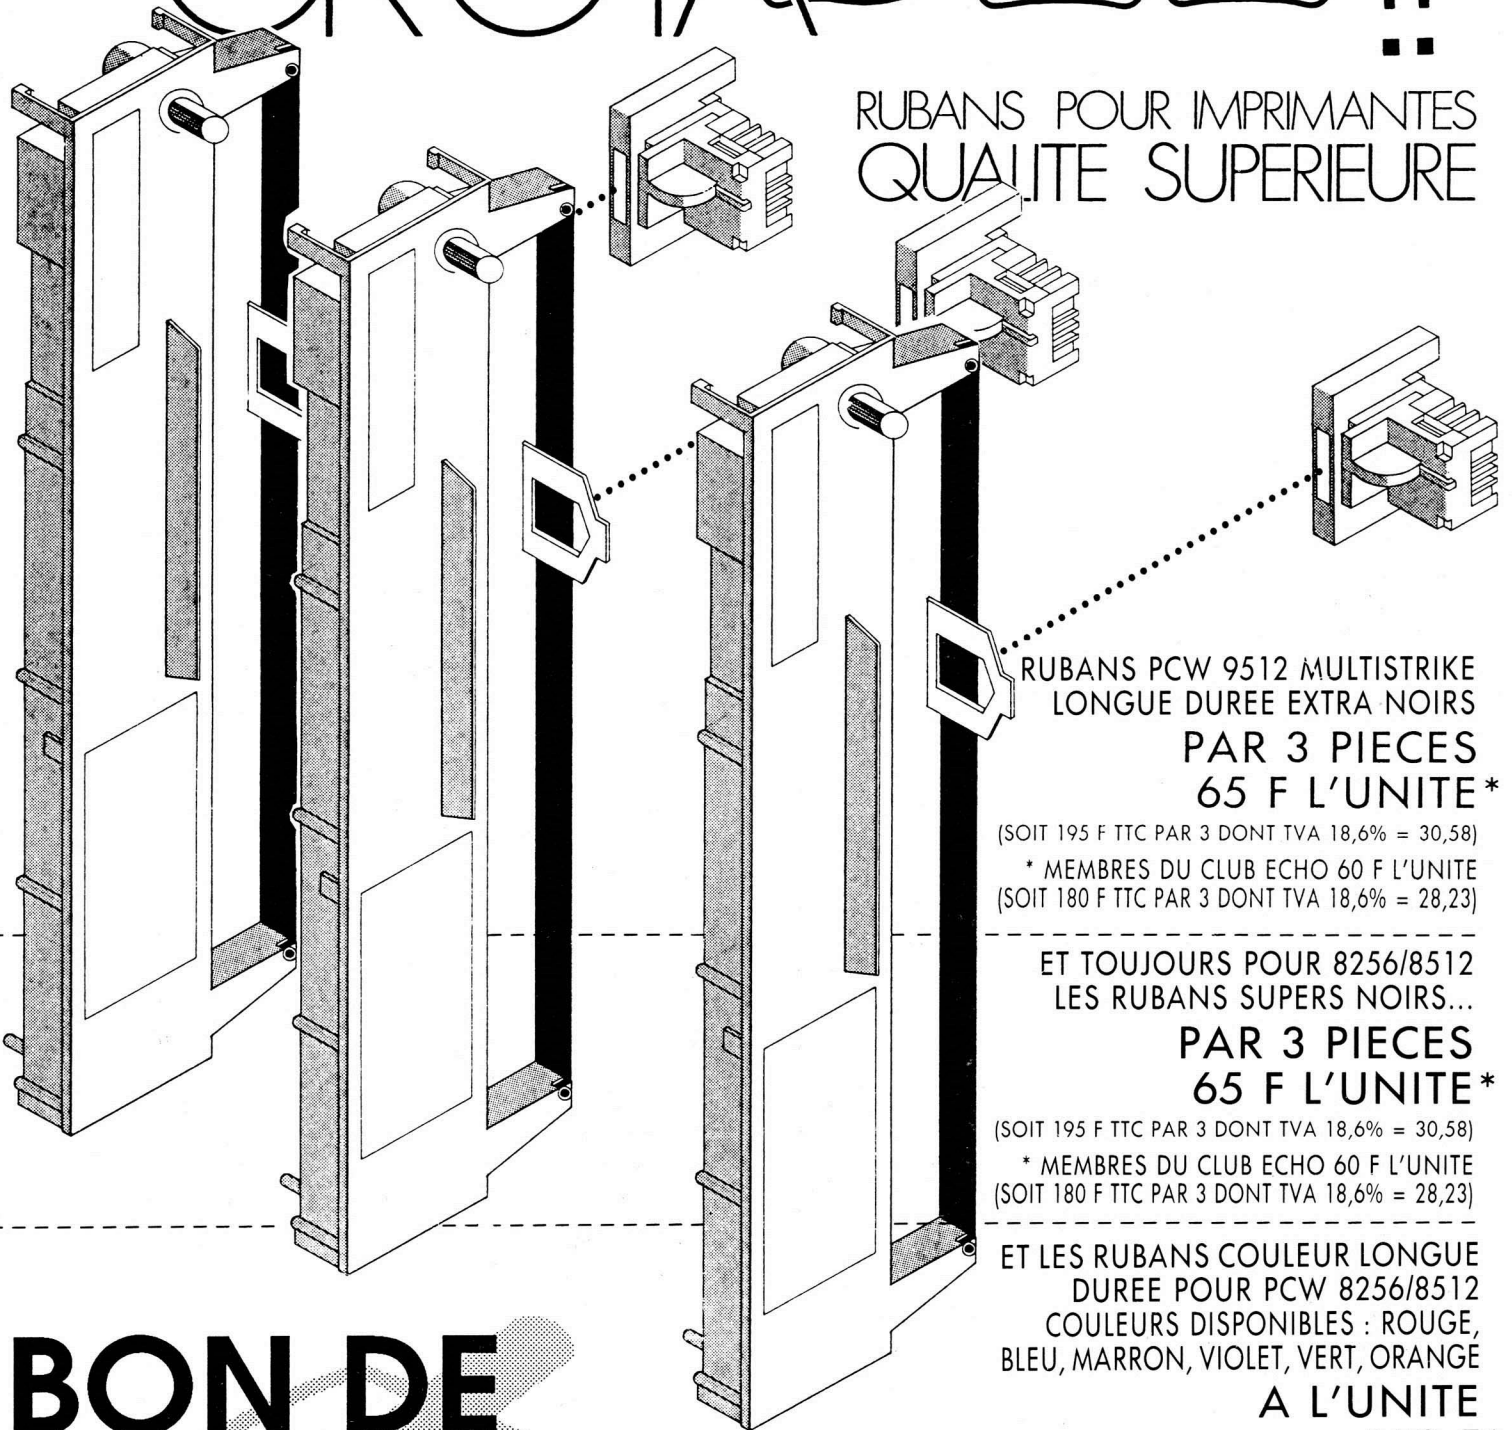 RUBANS POUR IMPRIMANTES
QUALITE SUPERIEURE
RUBANS PCW 9512 MULTISTRIKE
LONGUE DUREE EXTRA NOIRS
PAR 3 PIECES
65 F L'UNITE*
(SOIT 195 F TTC PAR 3 DONT TVA 18,6% = 30,58)
* MEMBRES DU CLUB ECHO 60 F L'UNITE
(SOIT 180 F TTC PAR 3 DONT TVA 18,6% = 28,23)
ET TOUJOURS POUR 8256/8512
LES RUBANS SUPERS NOIRS...
PAR 3 PIECES
65 F L'UNITE*
(SOIT 195 F TTC PAR 3 DONT TVA 18,6% = 30,58)
* MEMBRES DU CLUB ECHO 60 F L'UNITE
(SOIT 180 F TTC PAR 3 DONT TVA 18,6% = 28,23)
ET LES RUBANS COULEUR LONGUE
DUREE POUR PCW 8256/8512
COULEURS DISPONIBLES : ROUGE,
BLEU, MARRON, VIOLET, VERT, ORANGE
A L'UNITE
BON DE